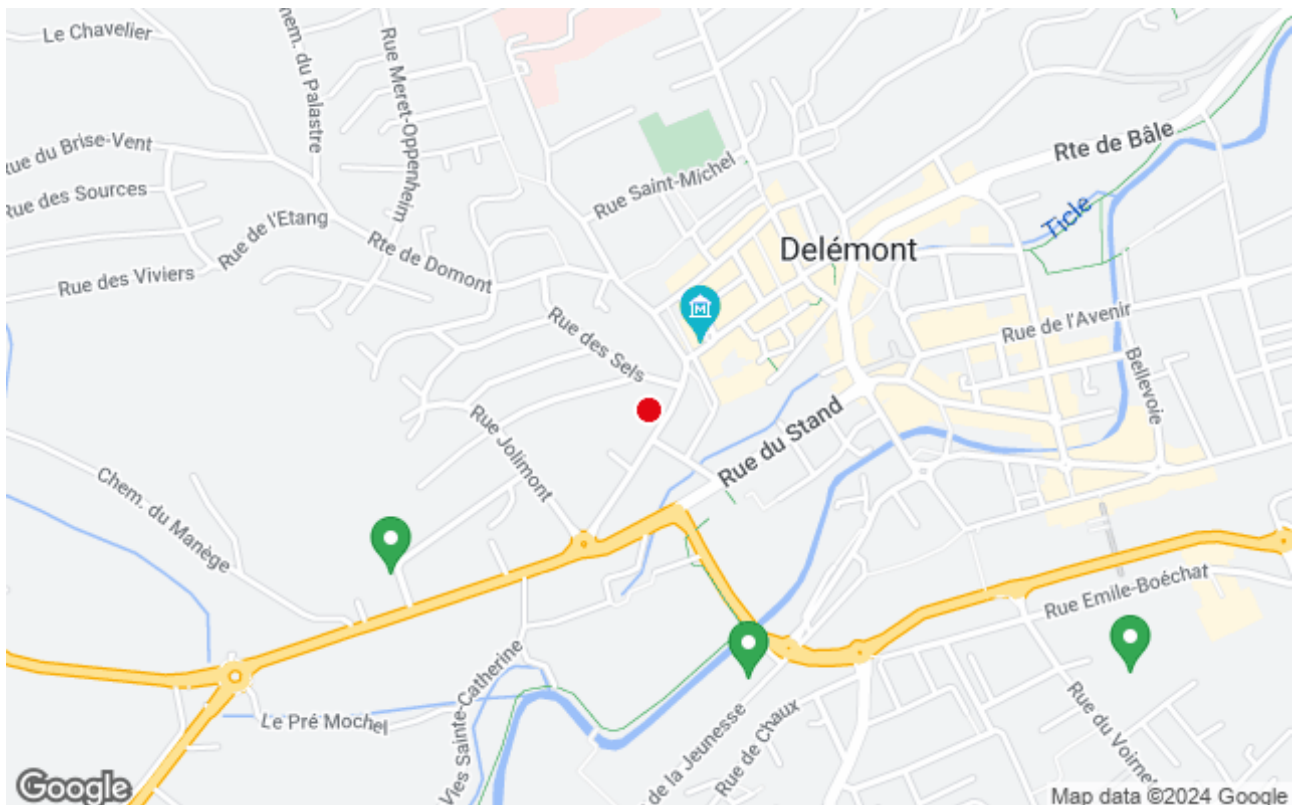 Le Chavelier
Chem. du Palastre
Rue Meret-Oppenheim
Rue du Brise-Vent
Rue des Sources
Rue de l'Etang
Rue des Viviers
Rte de Domont
Rue Saint-Michel
Rte de Bâle
Ticle
Delémont
M
Rue de l'Avenir
Bellevoie
Rue des Sels
Rue Jolimont
Rue du Stand
Chem. du Manège
Rue Emile-Boéchat
Vies Sainte-Catherine
Le Pré Mochel
de la Jeunesse
Rue de Chaux
Rue du Voirnet
Google
Map data ©2024 Google